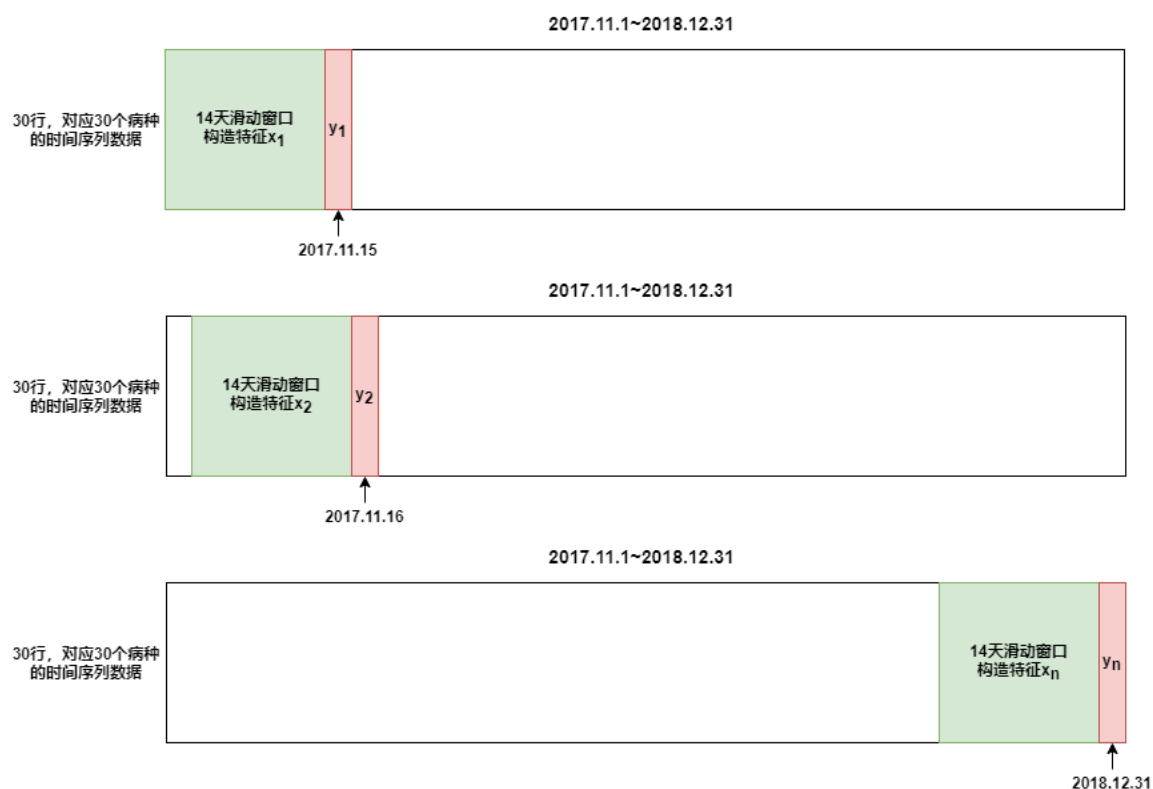 2017.11.1~2018.12.31
30行，对应30个病种
的时间序列数据
14天滑动窗口
构造特征x₁
y₁
2017.11.15
2017.11.1~2018.12.31
30行，对应30个病种
的时间序列数据
14天滑动窗口
构造特征x₂
y₂
2017.11.16
2017.11.1~2018.12.31
30行，对应30个病种
的时间序列数据
14天滑动窗口
构造特征xₙ
yₙ
2018.12.31